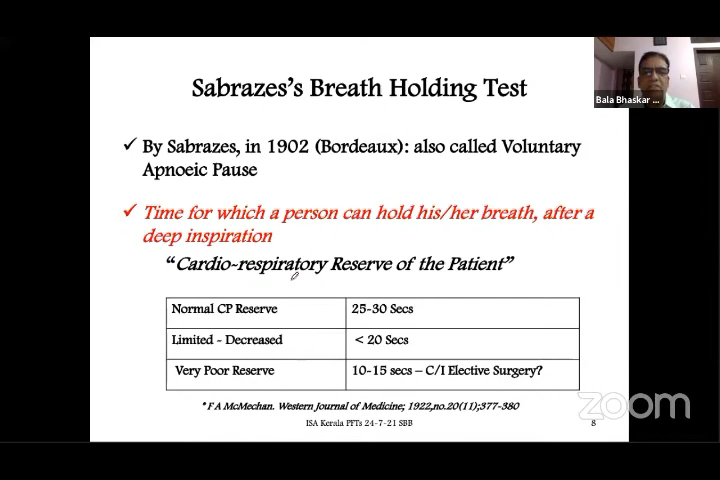 Sabrazes's Breath Holding Test
Bala Bhaskar ...
✓ By Sabrazes, in 1902 (Bordeaux): also called Voluntary
Apnoeic Pause
✓ Time for which a person can hold his/her breath, after a
deep inspiration
"Cardio-respiratory Reserve of the Patient"
Normal CP Reserve 25-30 Secs
Limited - Decreased < 20 Secs
Very Poor Reserve 10-15 secs – C/I Elective Surgery?
* F A McMechan. Western Journal of Medicine; 1922,no.20(11);377-380
ISA Kerala PFTs 24-7-21 SBB 8
zoom